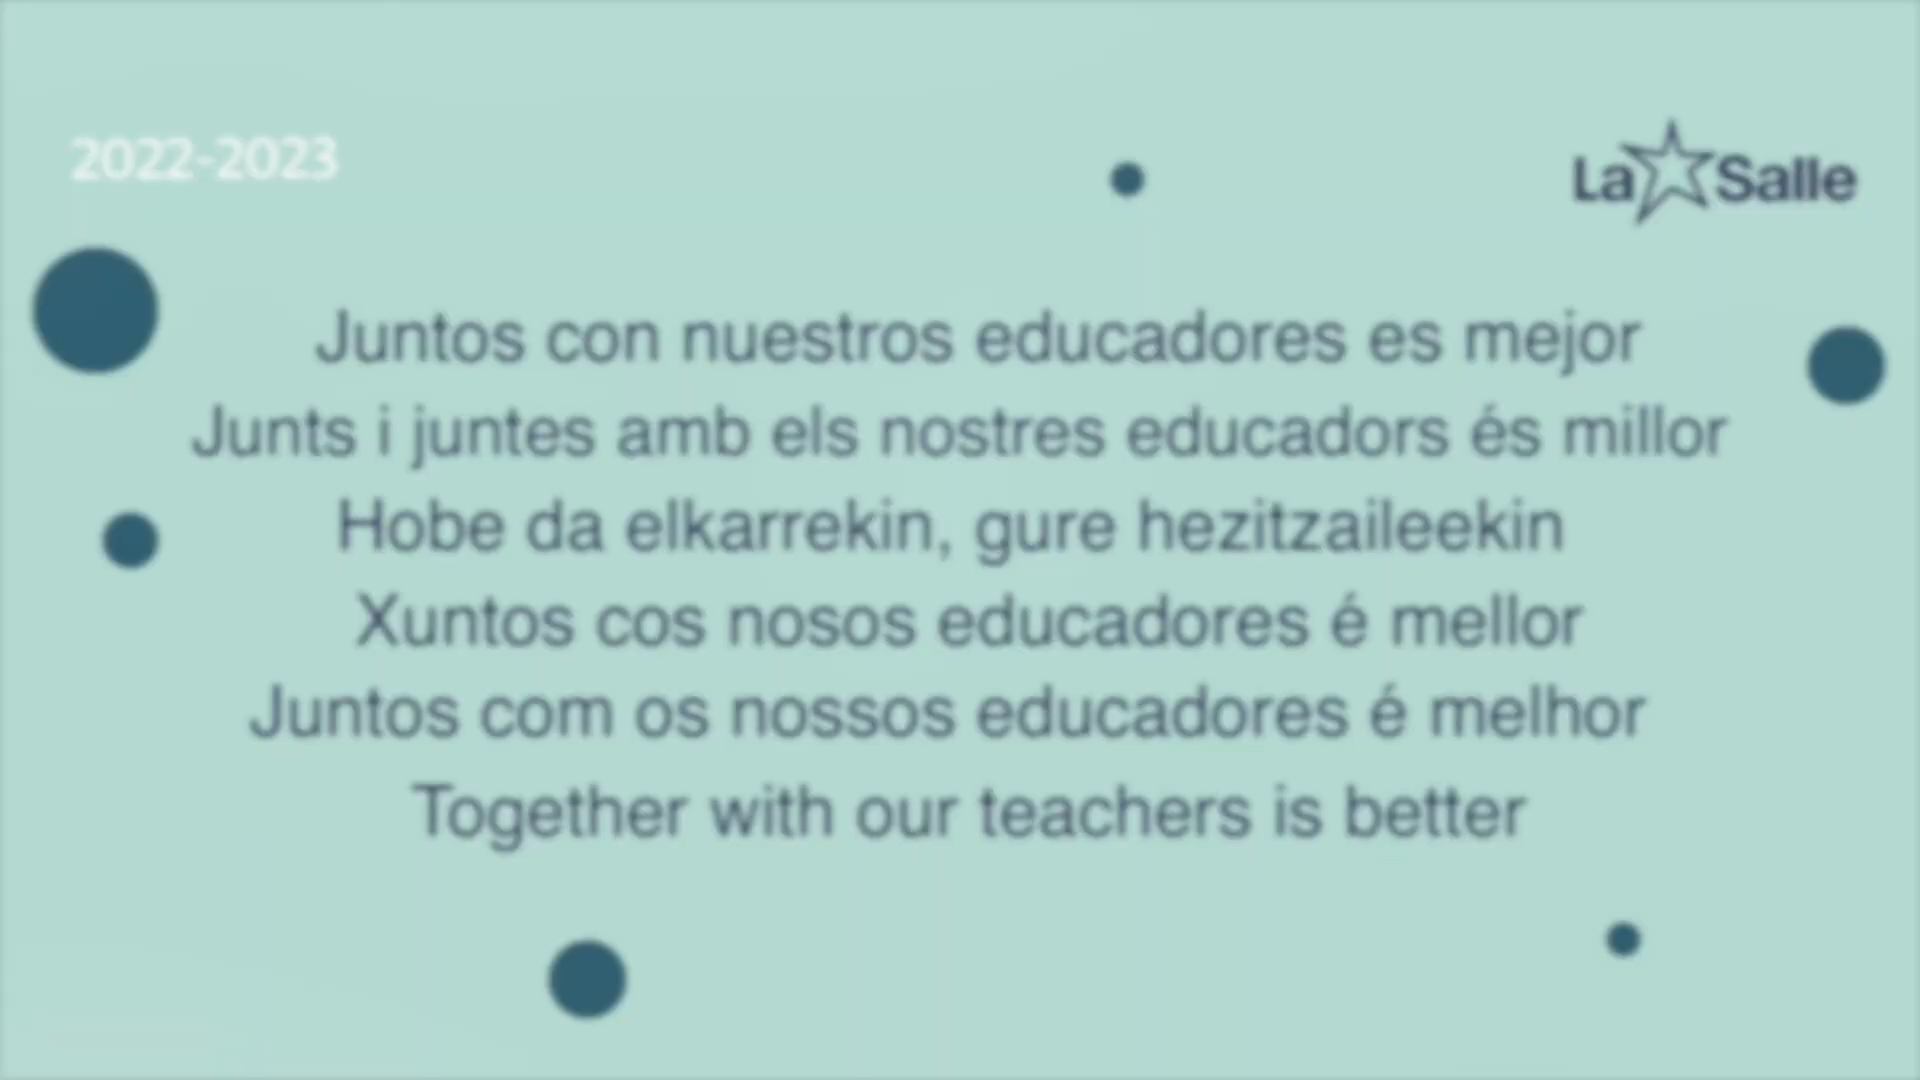 2022-2023
La Salle
Juntos con nuestros educadores es mejor
Junts i juntes amb els nostres educadors és millor
Hobe da elkarrekin, gure hezitzaileekin
Xuntos cos nosos educadores é mellor
Juntos com os nossos educadores é melhor
Together with our teachers is better